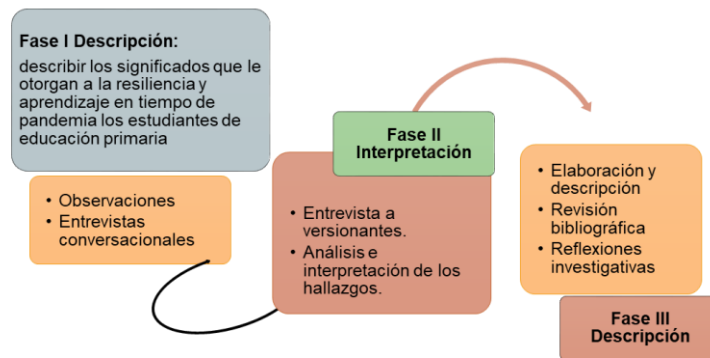 Fase I Descripción:
describir los significados que le
otorgan a la resiliencia y
aprendizaje en tiempo de
pandemia los estudiantes de
educación primaria
• Observaciones
• Entrevistas
conversacionales
Fase II
Interpretación
• Entrevista a
versionantes.
• Análisis e
interpretación de los
hallazgos.
• Elaboración y
descripción
• Revisión
bibliográfica
• Reflexiones
investigativas
Fase III
Descripción